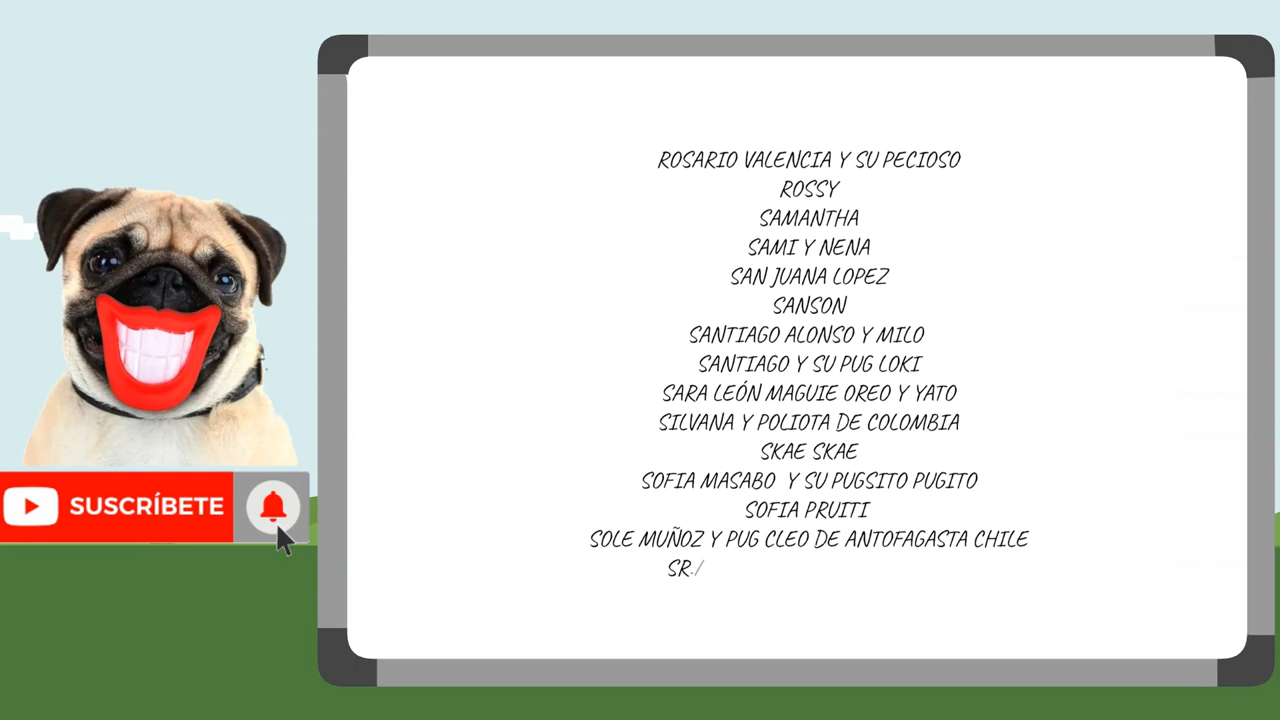 ROSARIO VALENCIA Y SU PECIOSO
ROSSY
SAMANTHA
SAMI Y NENA
SAN JUANA LOPEZ
SANSON
SANTIAGO ALONSO Y MILO
SANTIAGO Y SU PUG LOKI
SARA LEÓN MAGUIE OREO Y YATO
SILVANA Y POLIOTA DE COLOMBIA
SKAE SKAE
SOFIA MASABO Y SU PUGSITO PUGITO
SOFIA PRUITI
SOLE MUÑOZ Y PUG CLEO DE ANTOFAGASTA CHILE
SR.
SUSCRÍBETE